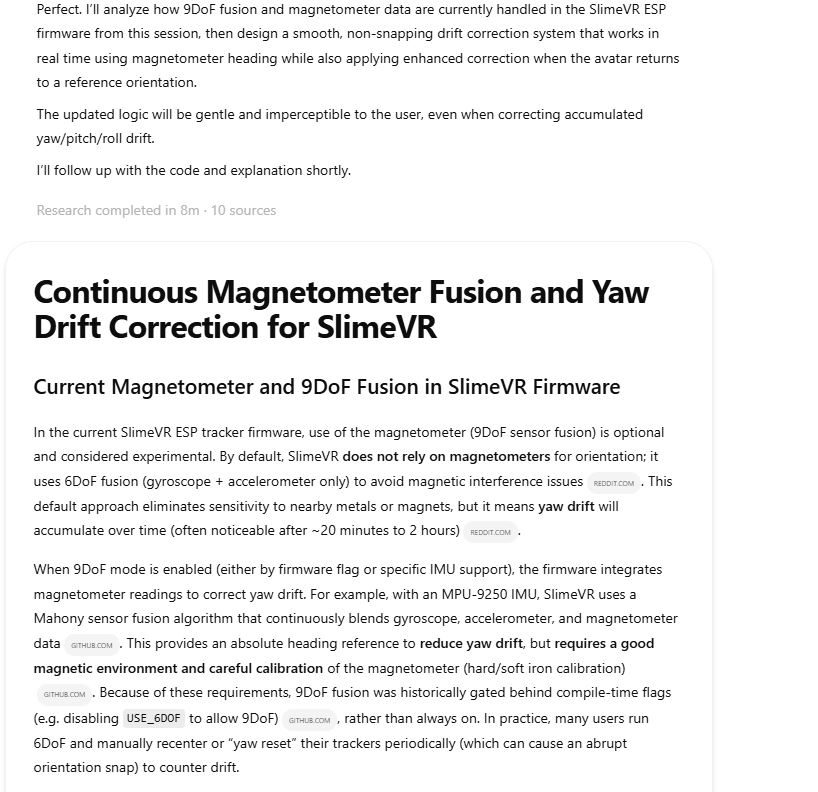 Perfect. I’ll analyze how 9DoF fusion and magnetometer data are currently handled in the SlimeVR ESP
firmware from this session, then design a smooth, non-snapping drift correction system that works in
real time using magnetometer heading while also applying enhanced correction when the avatar returns
to a reference orientation.
The updated logic will be gentle and imperceptible to the user, even when correcting accumulated
yaw/pitch/roll drift.
I’ll follow up with the code and explanation shortly.
Research completed in 8m · 10 sources
Continuous Magnetometer Fusion and Yaw
Drift Correction for SlimeVR
Current Magnetometer and 9DoF Fusion in SlimeVR Firmware
In the current SlimeVR ESP tracker firmware, use of the magnetometer (9DoF sensor fusion) is optional
and considered experimental. By default, SlimeVR does not rely on magnetometers for orientation; it
uses 6DoF fusion (gyroscope + accelerometer only) to avoid magnetic interference issues REDDIT.COM . This
default approach eliminates sensitivity to nearby metals or magnets, but it means yaw drift will
accumulate over time (often noticeable after ~20 minutes to 2 hours) REDDIT.COM .
When 9DoF mode is enabled (either by firmware flag or specific IMU support), the firmware integrates
magnetometer readings to correct yaw drift. For example, with an MPU-9250 IMU, SlimeVR uses a
Mahony sensor fusion algorithm that continuously blends gyroscope, accelerometer, and magnetometer
data GITHUB.COM . This provides an absolute heading reference to reduce yaw drift, but requires a good
magnetic environment and careful calibration of the magnetometer (hard/soft iron calibration)
GITHUB.COM . Because of these requirements, 9DoF fusion was historically gated behind compile-time flags
(e.g. disabling USE_6DOF to allow 9DoF) GITHUB.COM , rather than always on. In practice, many users run
6DoF and manually recenter or “yaw reset” their trackers periodically (which can cause an abrupt
orientation snap) to counter drift.